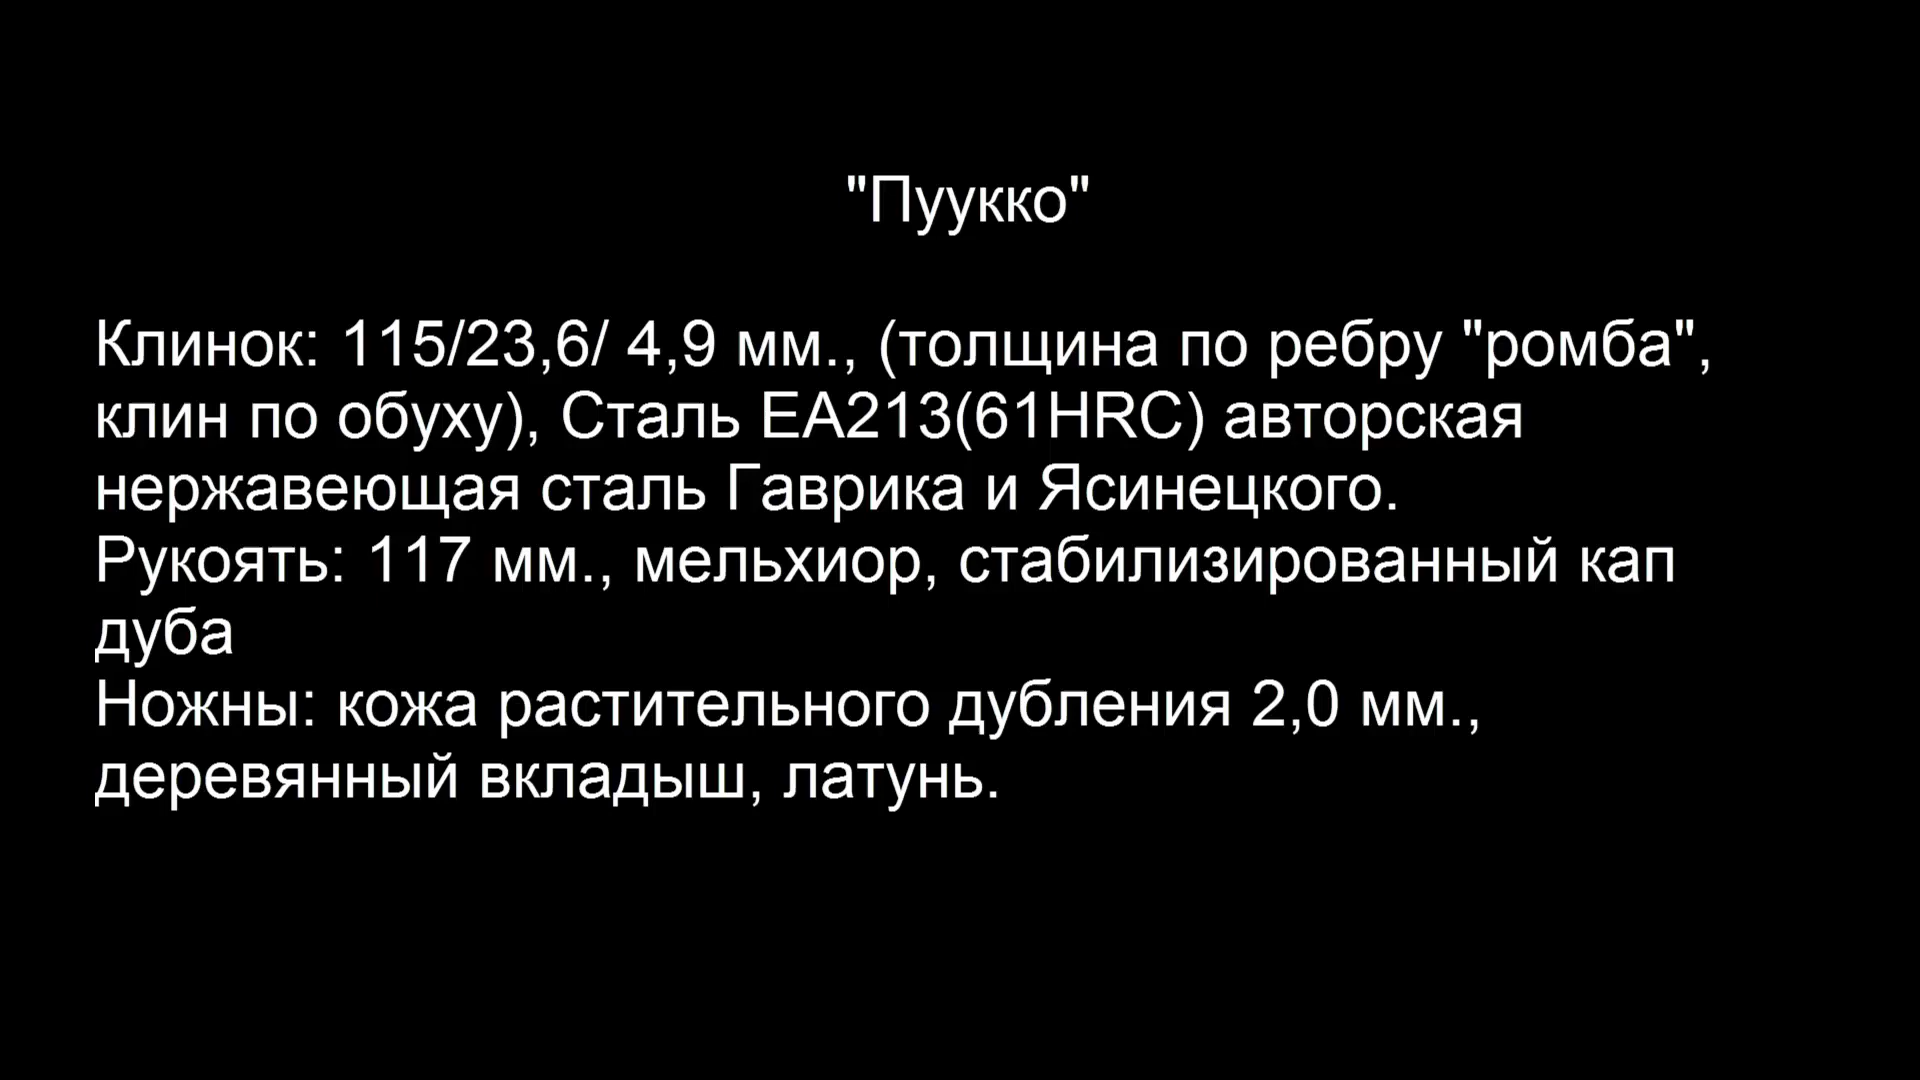 "Пуукко"
Клинок: 115/23,6/ 4,9 мм., (толщина по ребру "ромба",
клин по обуху), Сталь EA213(61HRC) авторская
нержавеющая сталь Гаврика и Ясинецкого.
Рукоять: 117 мм., мельхиор, стабилизированный кап
дуба
Ножны: кожа растительного дубления 2,0 мм.,
деревянный вкладыш, латунь.